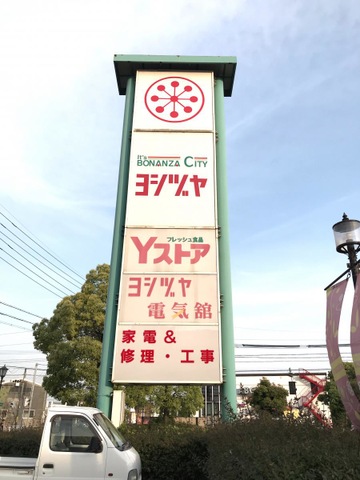 It's
BONANZA CITY
ヨシヅヤ
フレッシュ食品
Yストア
ヨシヅヤ
電気館
家電&
修理・工事